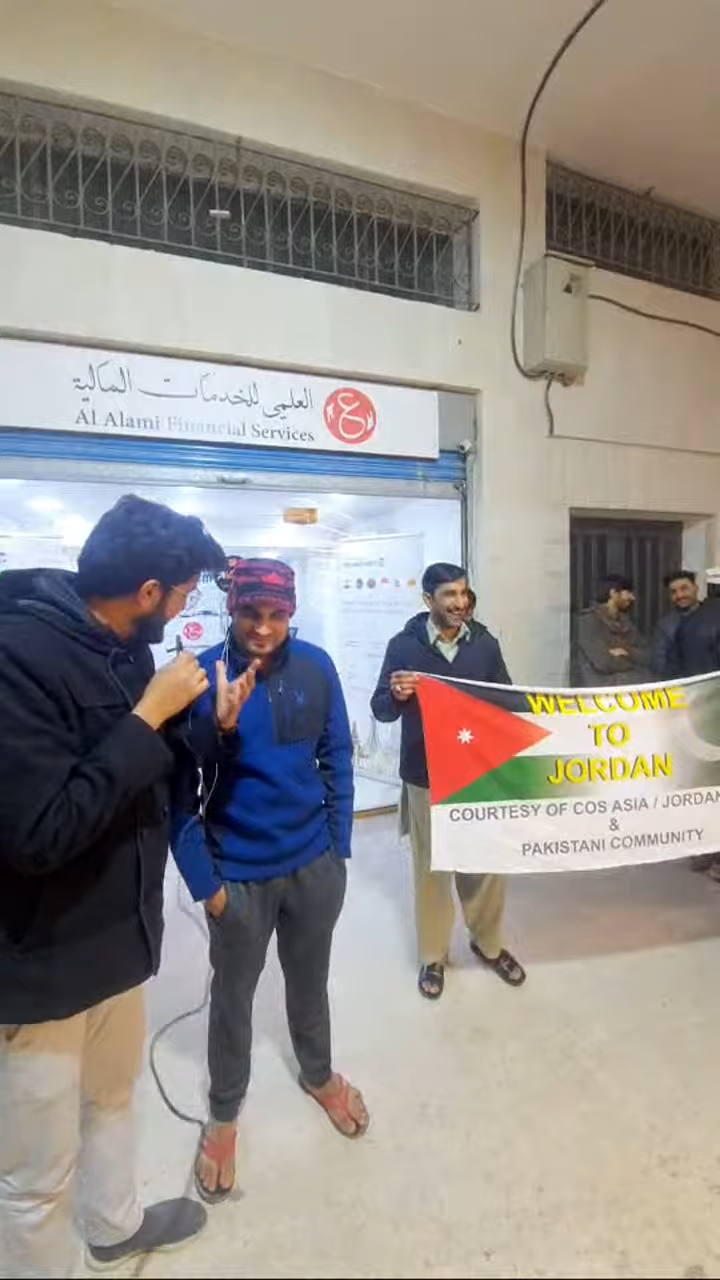 العلمي للخدمات المالية
ع
Al Alami Financial Services
WELCOME
TO
JORDAN
COURTESY OF COS ASIA / JORDAN
&
PAKISTANI COMMUNITY